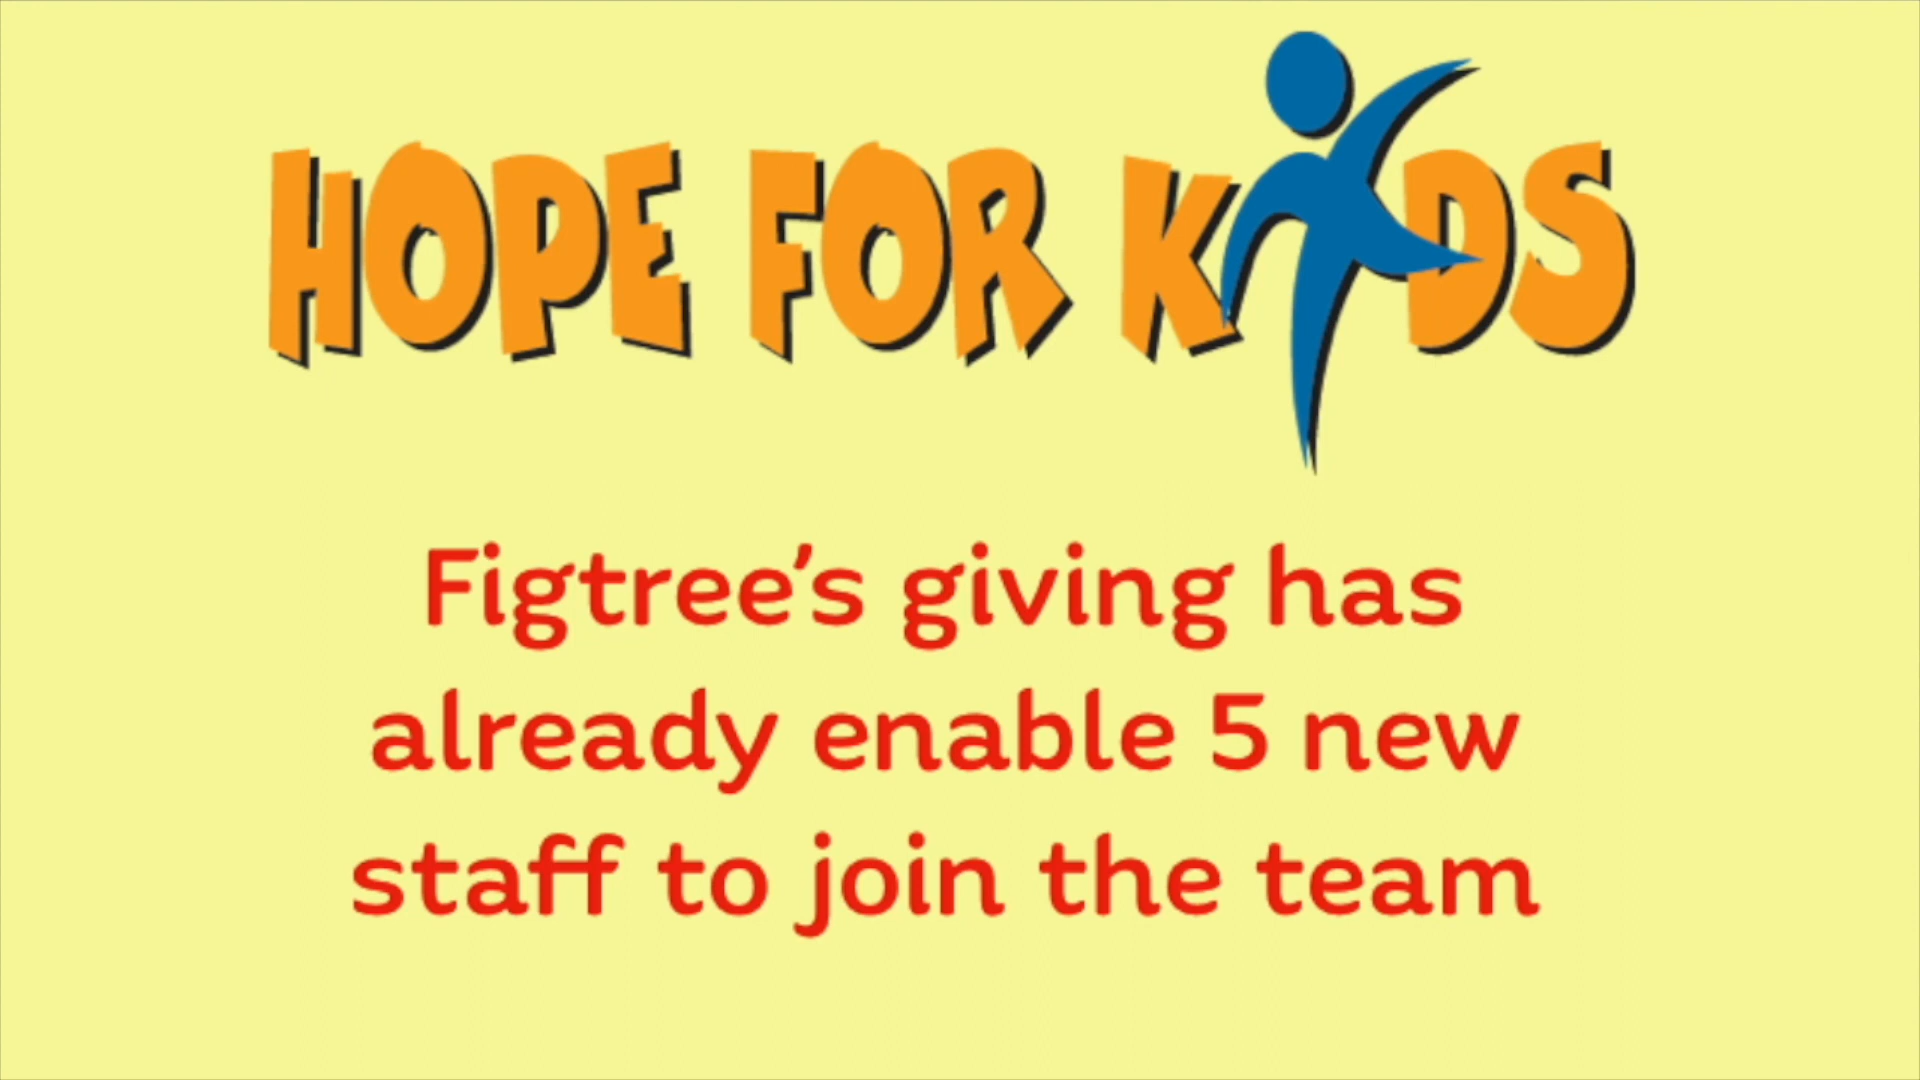 HOPE FOR KIDS
Figtree's giving has
already enable 5 new
staff to join the team